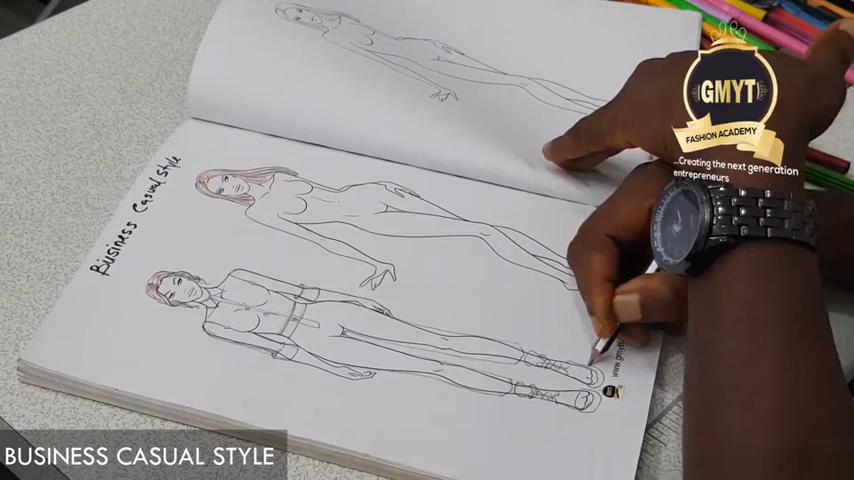 GMYT
FASHION ACADEMY
...Creating the next generation
entrepreneurs
Business Casual Style
BUSINESS CASUAL STYLE